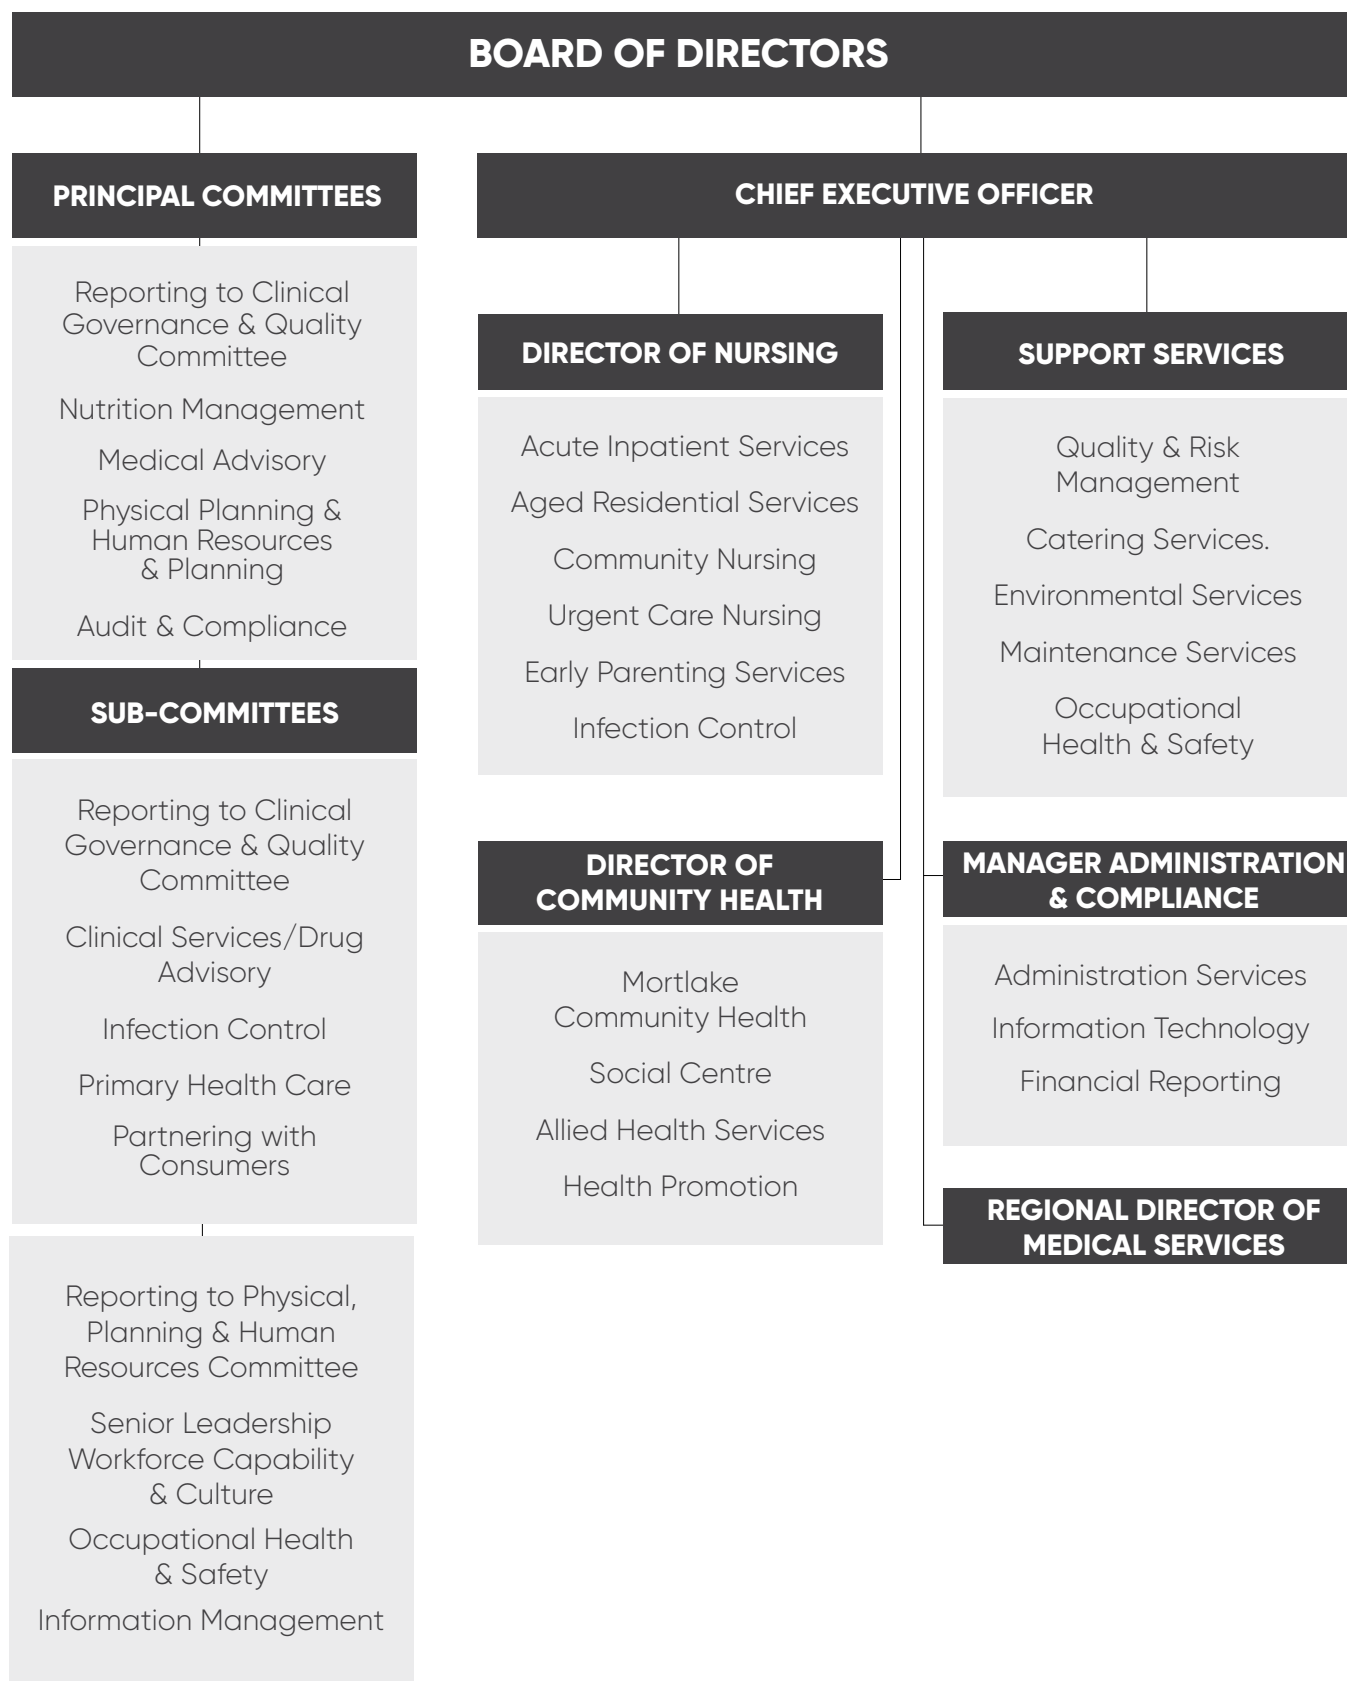 BOARD OF DIRECTORS
PRINCIPAL COMMITTEES
Reporting to Clinical
Governance & Quality
Committee
Nutrition Management
Medical Advisory
Physical Planning &
Human Resources
& Planning
Audit & Compliance
SUB-COMMITTEES
Reporting to Clinical
Governance & Quality
Committee
Clinical Services/Drug
Advisory
Infection Control
Primary Health Care
Partnering with
Consumers
Reporting to Physical,
Planning & Human
Resources Committee
Senior Leadership
Workforce Capability
& Culture
Occupational Health
& Safety
Information Management
CHIEF EXECUTIVE OFFICER
DIRECTOR OF NURSING
Acute Inpatient Services
Aged Residential Services
Community Nursing
Urgent Care Nursing
Early Parenting Services
Infection Control
DIRECTOR OF
COMMUNITY HEALTH
Mortlake
Community Health
Social Centre
Allied Health Services
Health Promotion
SUPPORT SERVICES
Quality & Risk
Management
Catering Services.
Environmental Services
Maintenance Services
Occupational
Health & Safety
MANAGER ADMINISTRATION
& COMPLIANCE
Administration Services
Information Technology
Financial Reporting
REGIONAL DIRECTOR OF
MEDICAL SERVICES